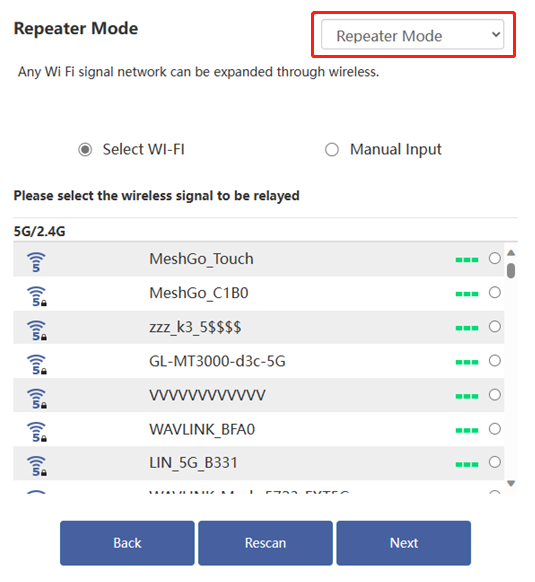 Repeater Mode
Repeater Mode
Any Wi Fi signal network can be expanded through wireless.
Select WI-FI
Manual Input
Please select the wireless signal to be relayed
5G/2.4G
5 MeshGo_Touch
5 MeshGo_C1B0
5 zzz_k3_5$$$$
5 GL-MT3000-d3c-5G
5 VVVVVVVVVVVV
5 WAVLINK_BFA0
5 LIN_5G_B331
Back
Rescan
Next